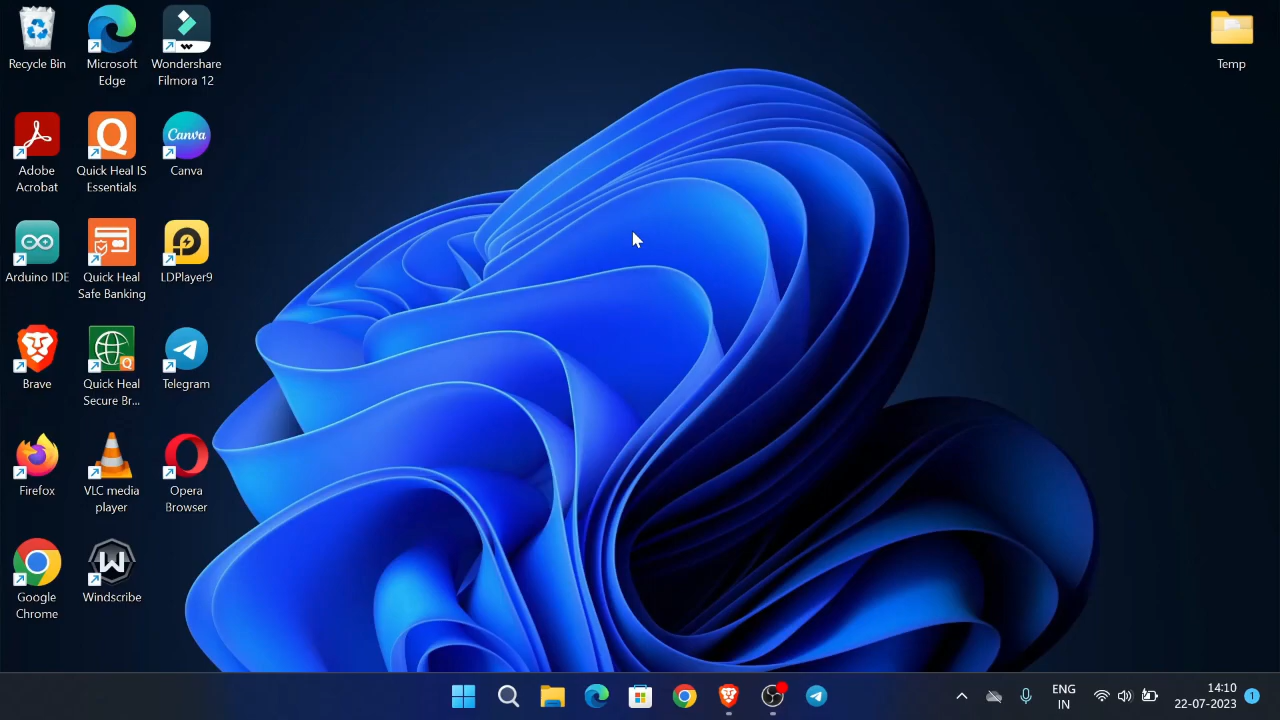 Recycle Bin
Microsoft
Edge
Wondershare
Filmora 12
Temp
Adobe
Acrobat
Quick Heal IS
Essentials
Canva
Canva
Arduino IDE
Quick Heal
Safe Banking
LDPlayer9
Brave
Quick Heal
Secure Br...
Telegram
Firefox
VLC media
player
Opera
Browser
Google
Chrome
Windscribe
ENG
IN
14:10
22-07-2023
1